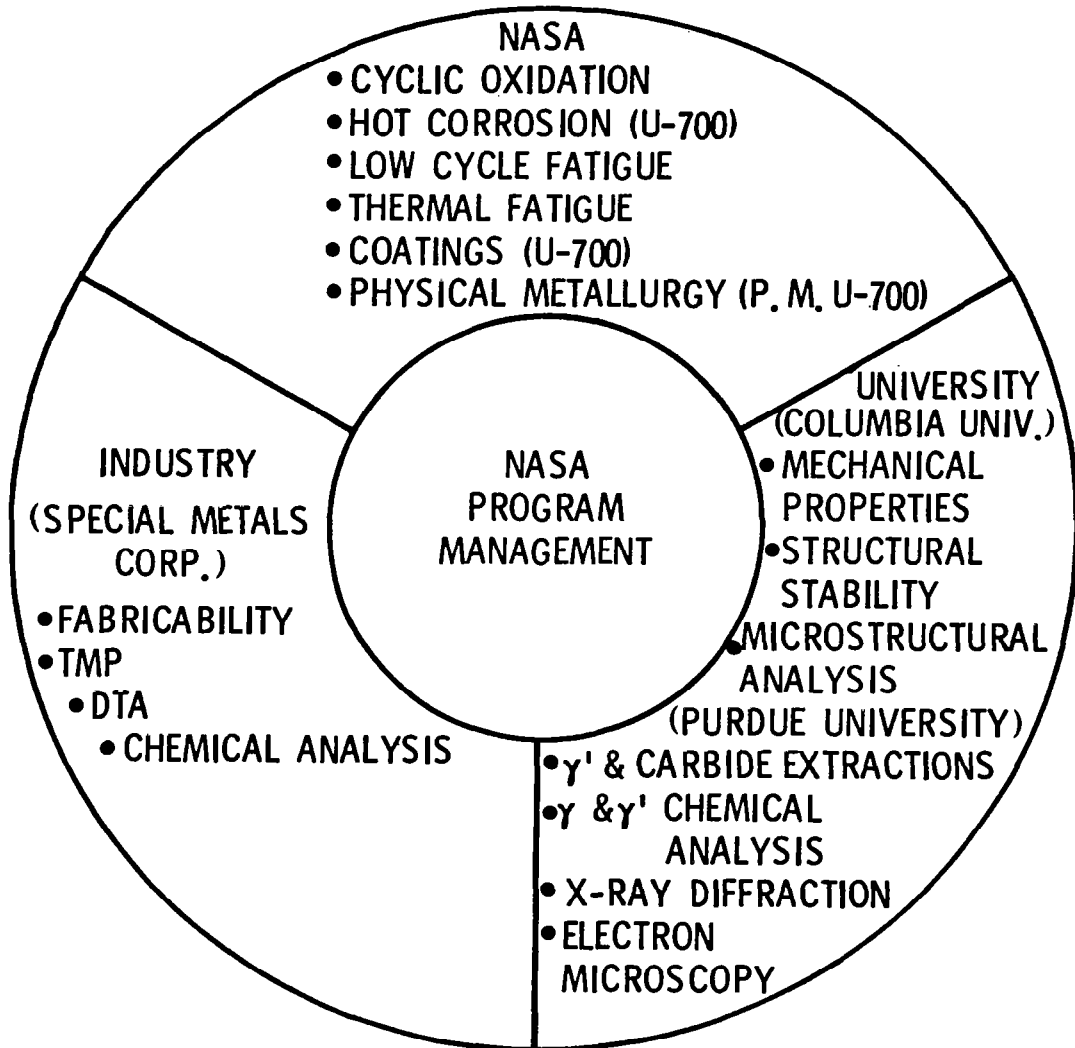 NASA
• CYCLIC OXIDATION
• HOT CORROSION (U-700)
• LOW CYCLE FATIGUE
• THERMAL FATIGUE
• COATINGS (U-700)
• PHYSICAL METALLURGY (P.M. U-700)
NASA
PROGRAM
MANAGEMENT
UNIVERSITY
(COLUMBIA UNIV.)
• MECHANICAL
PROPERTIES
• STRUCTURAL
STABILITY
• MICROSTRUCTURAL
ANALYSIS
(PURDUE UNIVERSITY)
• γ' & CARBIDE EXTRACTIONS
• γ & γ' CHEMICAL
ANALYSIS
• X-RAY DIFFRACTION
• ELECTRON
MICROSCOPY
INDUSTRY
(SPECIAL METALS
CORP.)
• FABRICABILITY
• TMP
• DTA
• CHEMICAL ANALYSIS